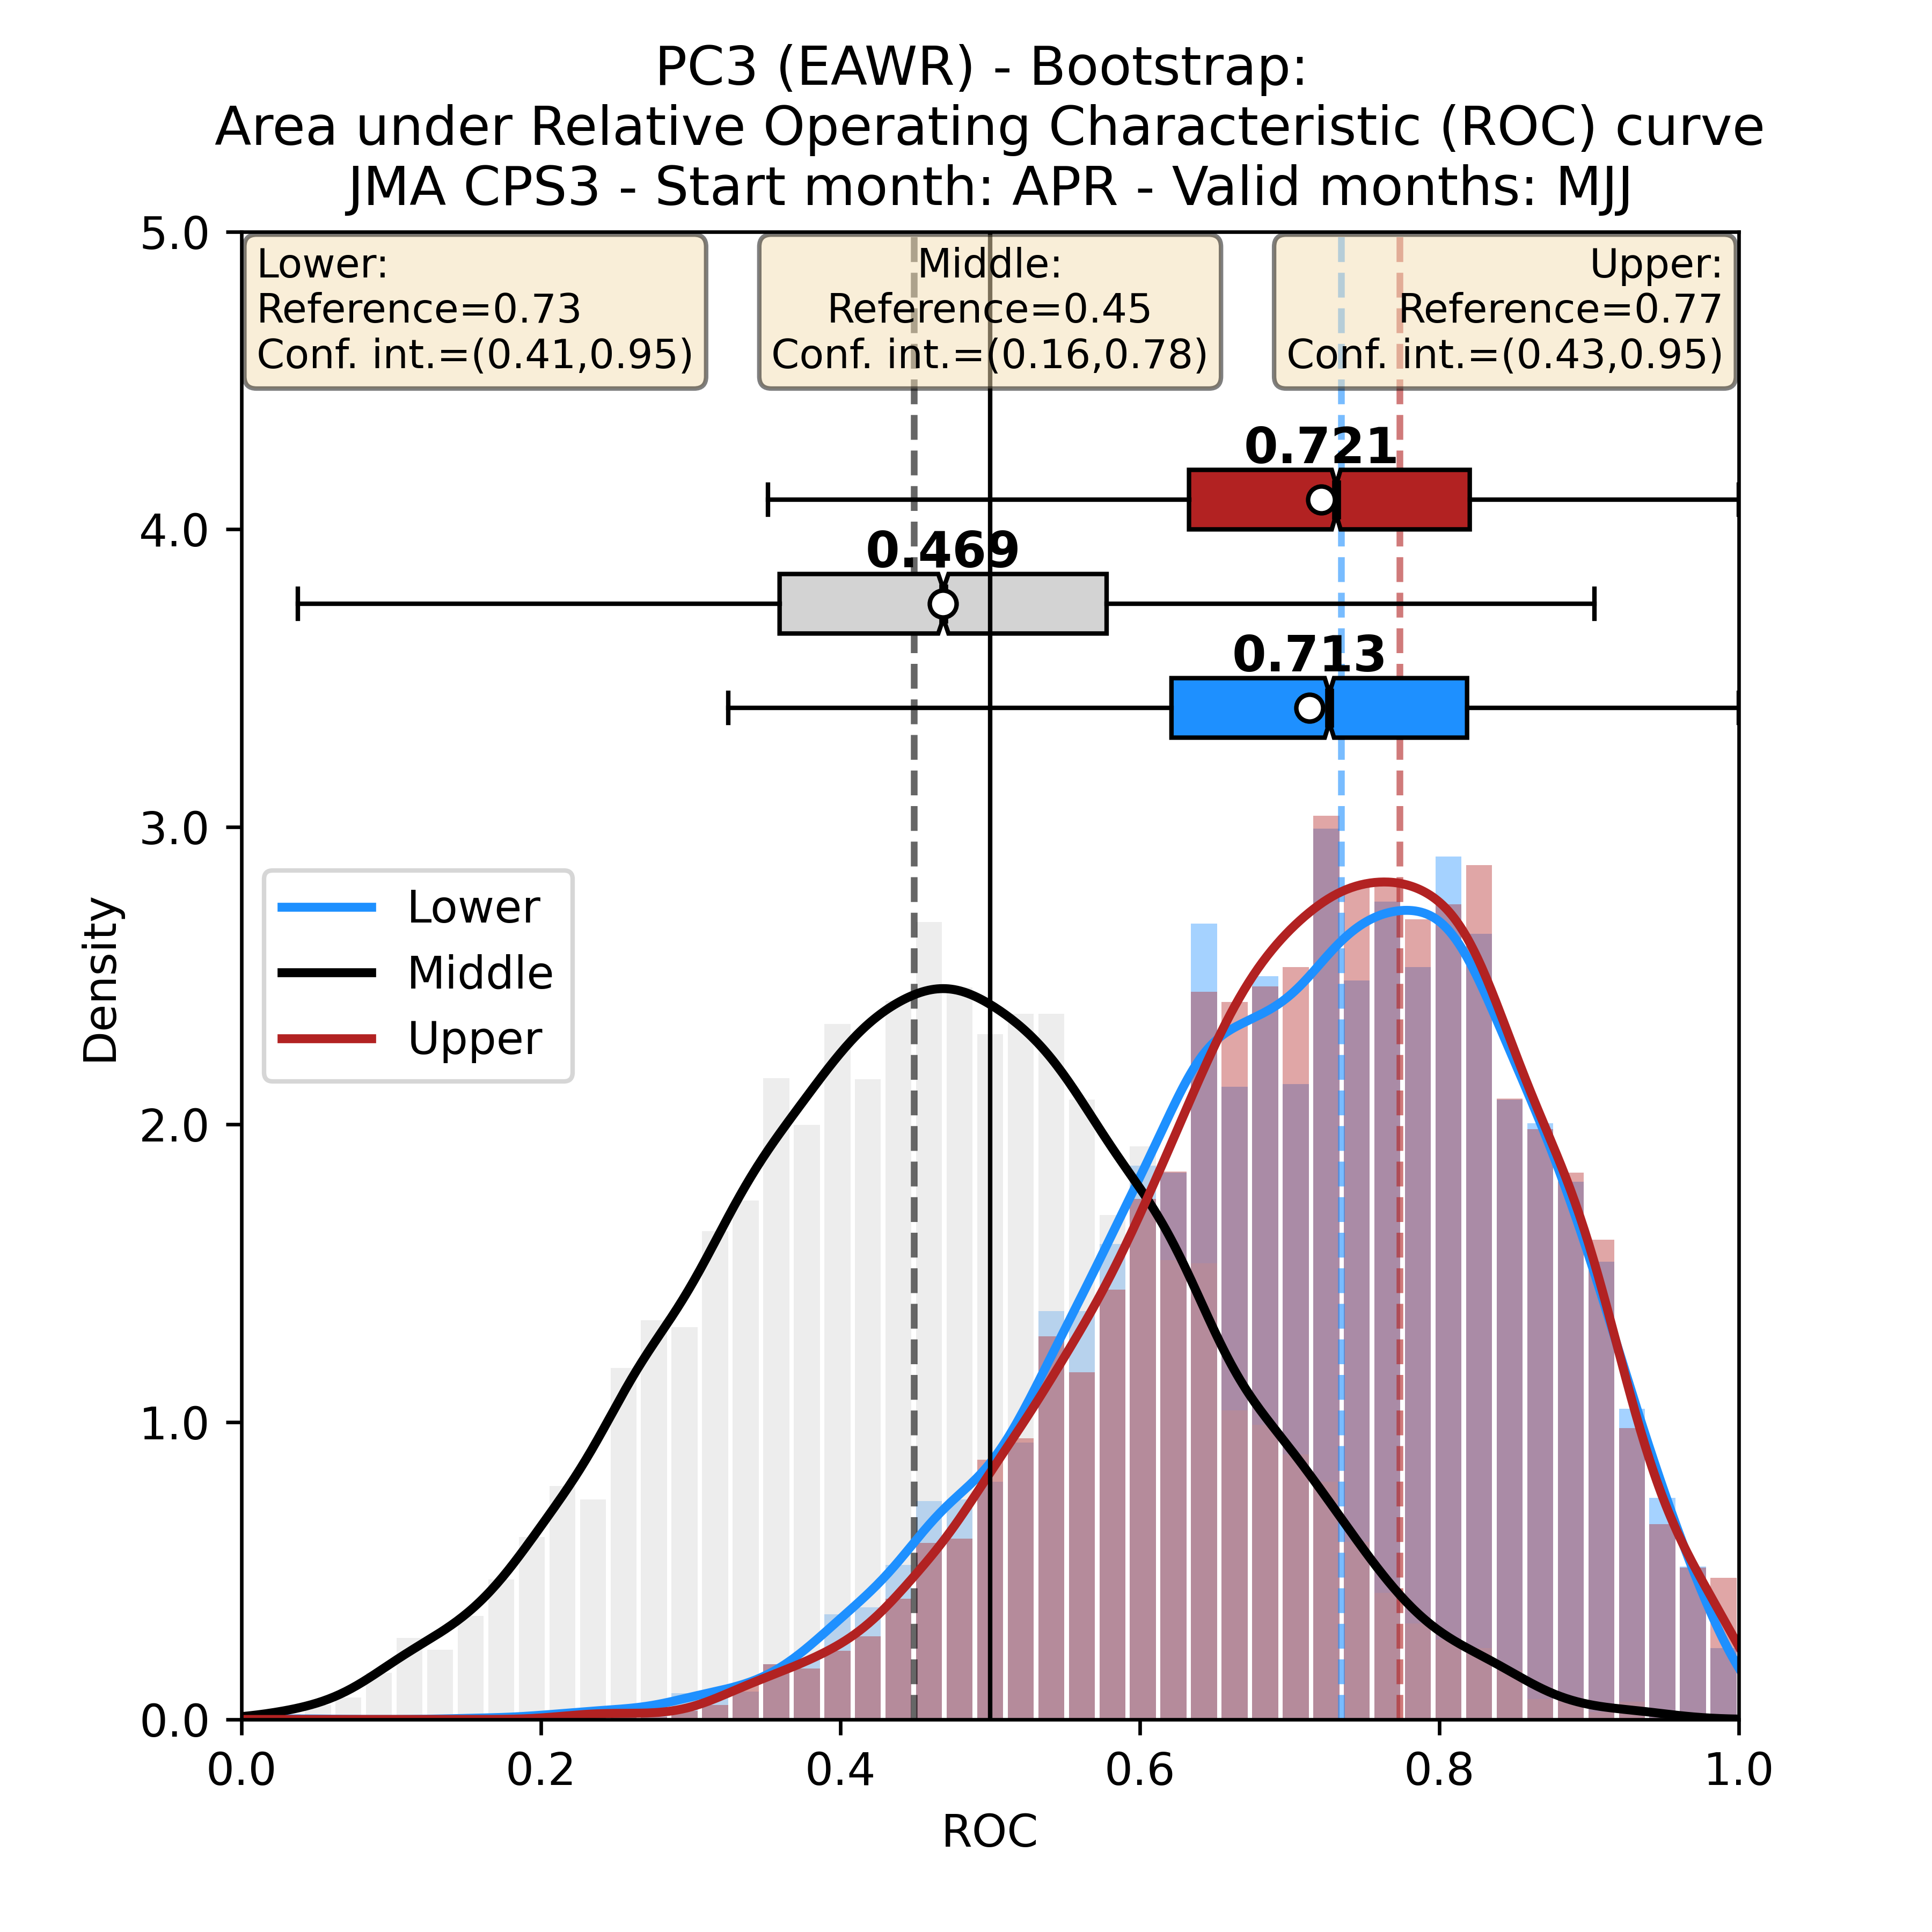 PC3 (EAWR) - Bootstrap:
Area under Relative Operating Characteristic (ROC) curve
JMA CPS3 - Start month: APR - Valid months: MJJ
Lower:
Reference=0.73
Conf. int.=(0.41,0.95)
Middle:
Reference=0.45
Conf. int.=(0.16,0.78)
Upper:
Reference=0.77
Conf. int.=(0.43,0.95)
0.721
0.469
0.713
Lower
Middle
Upper
Density
5.0
4.0
3.0
2.0
1.0
0.0
0.0 0.2 0.4 0.6 0.8 1.0
ROC